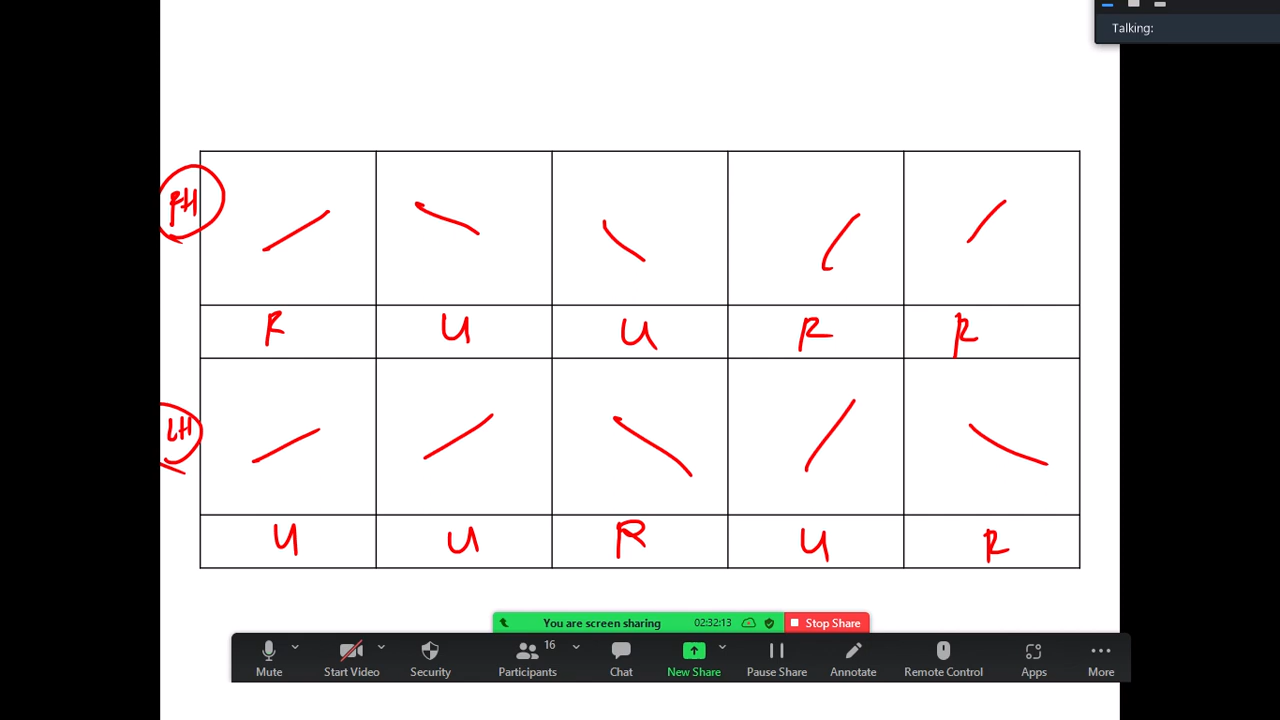 Talking:
RH
R U U R R
LH
U U R U R
You are screen sharing 02:32:13 Stop Share
16
Mute Start Video Security Participants Chat New Share Pause Share Annotate Remote Control Apps More